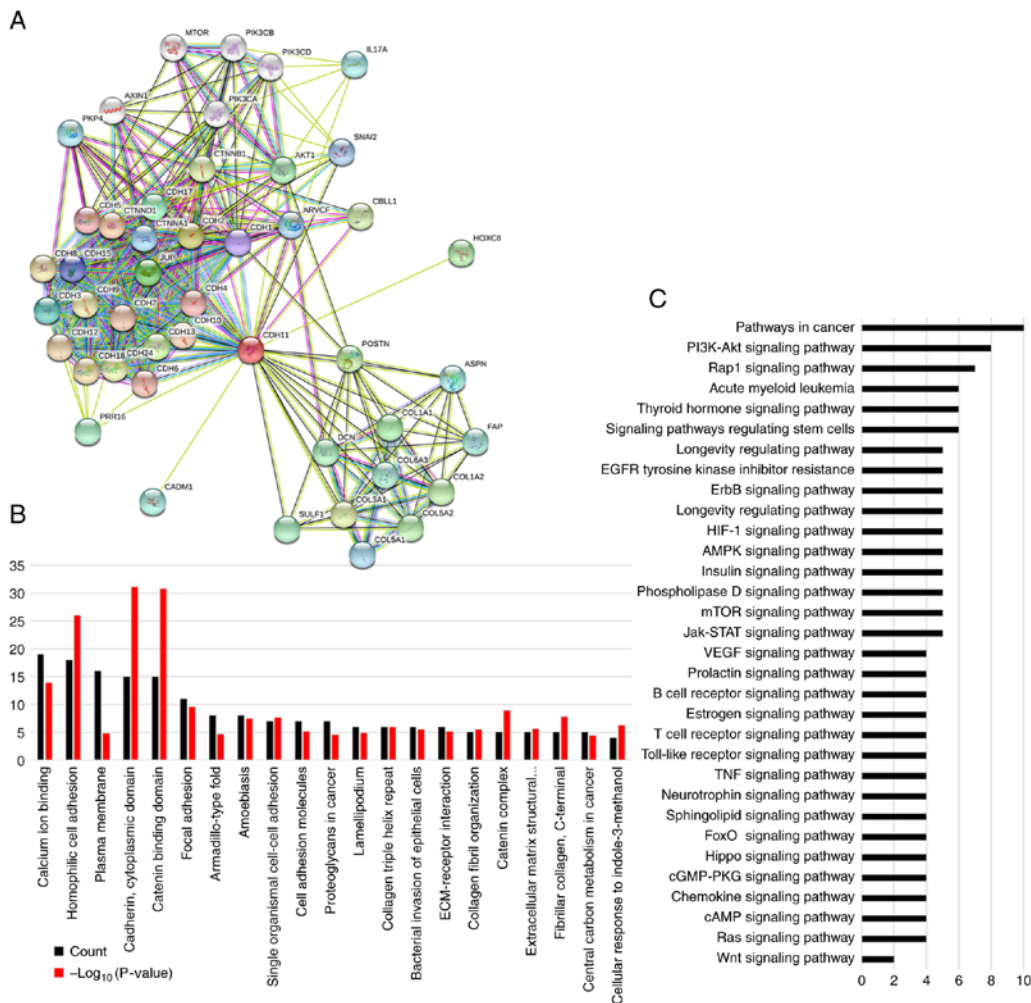 A
MTOR
PIK3CB
PIK3CD
IL17A
AXIN1
PIK3CA
PKP4
SNAI2
CTNNB1
AKT1
CDH17
CBLL1
CDH5
CTNND1
CDH2
ARVCF
CTNNA1
CDH1
HOXC8
CDH8
CDH15
JUP
CDH3
CDH9
CDH4
CDH7
CDH10
CDH11
CDH12
CDH13
CDH18
CDH24
CDH6
POSTN
ASPN
PRR16
COL1A1
FAP
DCN
COL6A3
COL1A2
CADM1
COL3A1
SULF1
COL5A2
COL5A1
B
35
30
25
20
15
10
5
0
Calcium ion binding
Homophilic cell adhesion
Plasma membrane
Cadherin, cytoplasmic domain
Catenin binding domain
Focal adhesion
Armadillo-type fold
Amoebiasis
Single organismal cell-cell adhesion
Cell adhesion molecules
Proteoglycans in cancer
Lamellipodium
Collagen triple helix repeat
Bacterial invasion of epithelial cells
ECM-receptor interaction
Collagen fibril organization
Catenin complex
Extracellular matrix structural...
Fibrillar collagen, C-terminal
Central carbon metabolism in cancer
Cellular response to indole-3-methanol
Count
–Log10 (P-value)
C
Pathways in cancer
PI3K-Akt signaling pathway
Rap1 signaling pathway
Acute myeloid leukemia
Thyroid hormone signaling pathway
Signaling pathways regulating stem cells
Longevity regulating pathway
EGFR tyrosine kinase inhibitor resistance
ErbB signaling pathway
Longevity regulating pathway
HIF-1 signaling pathway
AMPK signaling pathway
Insulin signaling pathway
Phospholipase D signaling pathway
mTOR signaling pathway
Jak-STAT signaling pathway
VEGF signaling pathway
Prolactin signaling pathway
B cell receptor signaling pathway
Estrogen signaling pathway
T cell receptor signaling pathway
Toll-like receptor signaling pathway
TNF signaling pathway
Neurotrophin signaling pathway
Sphingolipid signaling pathway
FoxO signaling pathway
Hippo signaling pathway
cGMP-PKG signaling pathway
Chemokine signaling pathway
cAMP signaling pathway
Ras signaling pathway
Wnt signaling pathway
0 2 4 6 8 10